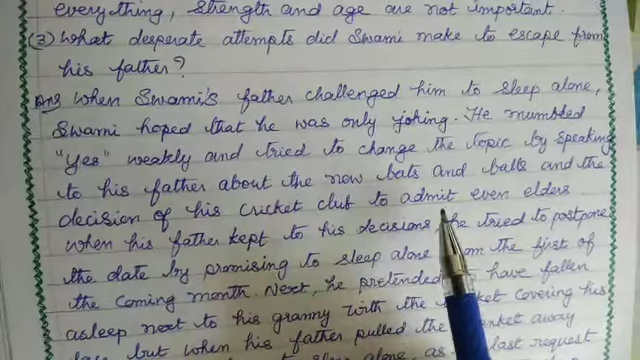 everything, strength and age are not important.
(3) What desperate attempts did Swami make to escape from
his father?
Ans When Swami's father challenged him to sleep alone,
Swami hoped that he was only joking. He mumbled
"Yes" weakly and tried to change the topic by speaking
to his father about the new bats and balls and the
decision of his Cricket club to admit even elders
when his father kept to his decisions he tried to postpone
the date by promising to sleep alone from the first of
the coming month. Next, he pretended have fallen
asleep next to his granny with the covering his
but when his father pulled the away
sleep alone, as last request